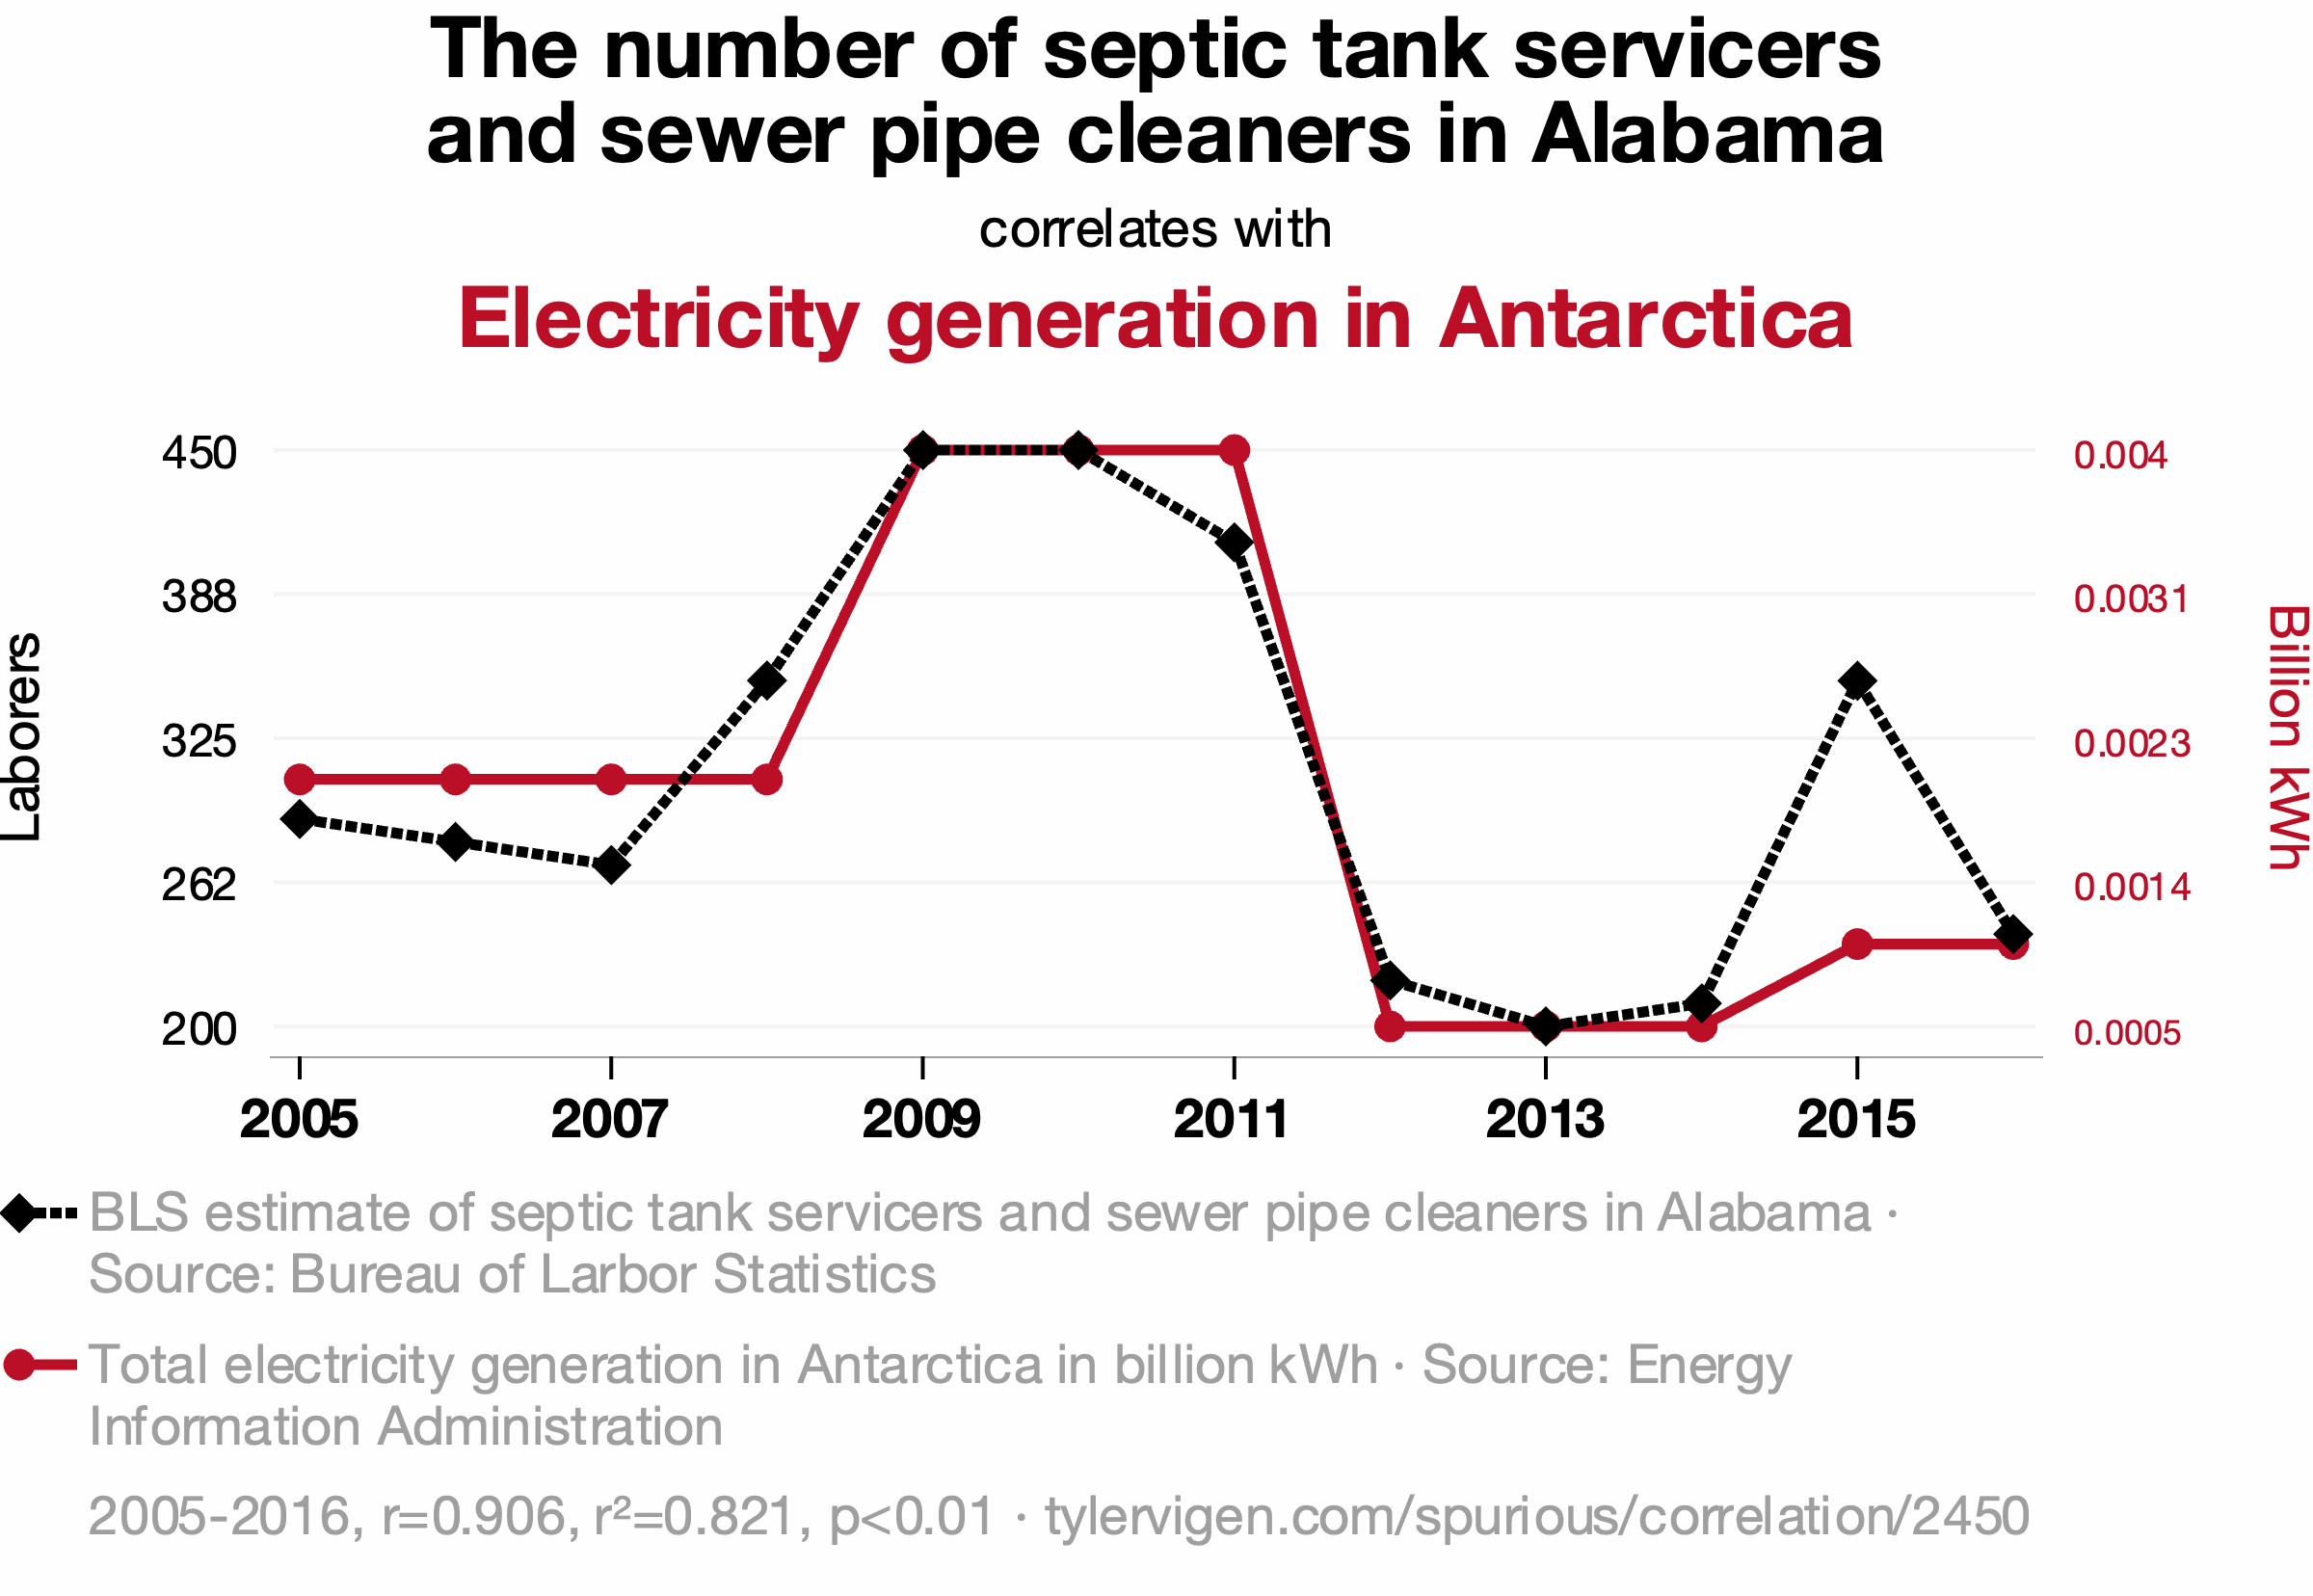 The number of septic tank servicers
and sewer pipe cleaners in Alabama
correlates with
Electricity generation in Antarctica
Laborers
450
388
325
262
200
0.004
0.0031
0.0023
0.0014
0.0005
Billion kWh
2005
2007
2009
2011
2013
2015
BLS estimate of septic tank servicers and sewer pipe cleaners in Alabama ·
Source: Bureau of Larbor Statistics
Total electricity generation in Antarctica in billion kWh · Source: Energy
Information Administration
2005-2016, r=0.906, r²=0.821, p<0.01 · tylervigen.com/spurious/correlation/2450